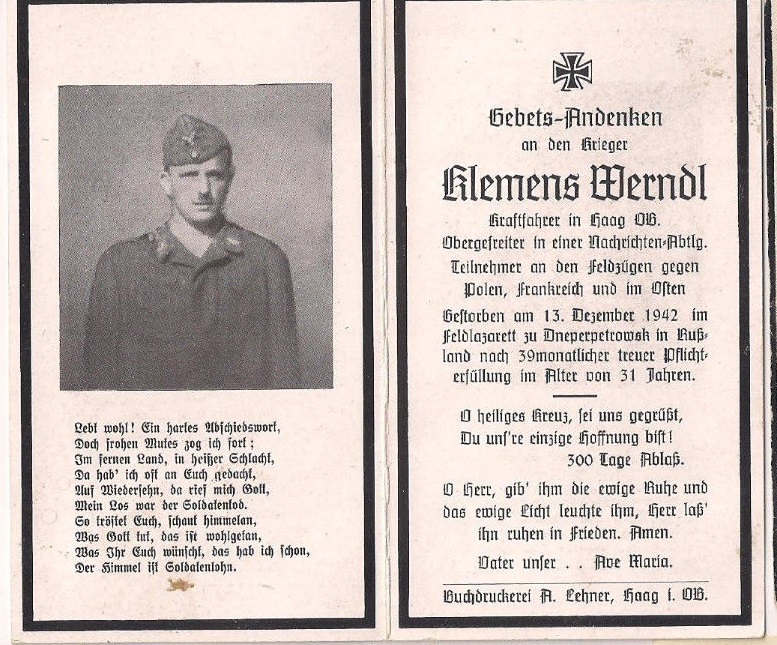 Lebt wohl! Ein hartes Abschiedswort,
Doch frohen Mutes zog ich fort;
Im fernen Land, in heißer Schlacht,
Da hab' ich oft an Euch gedacht,
Auf Wiedersehn, da rief mich Gott,
Mein Los war der Soldatentod.
So tröstet Euch, schaut himmelan,
Was Gott tut, das ist wohlgetan,
Was Ihr Euch wünscht, das hab ich schon,
Der Himmel ist Soldatenlohn.
Gebets-Andenken
an den Krieger
Klemens Werndl
Kraftfahrer in Haag OB.
Obergefreiter in einer Nachrichten-Abtlg.
Teilnehmer an den Feldzügen gegen
Polen, Frankreich und im Osten
Gestorben am 13. Dezember 1942 im
Feldlazarett zu Dneperpetrowsk in Ruß-
land nach 39monatlicher treuer Pflicht-
erfüllung im Alter von 31 Jahren.
O heiliges Kreuz, sei uns gegrüßt,
Du uns're einzige Hoffnung bist!
300 Tage Ablaß.
O Herr, gib' ihm die ewige Ruhe und
das ewige Licht leuchte ihm, Herr laß'
ihn ruhen in Frieden. Amen.
Vater unser . . Ave Maria.
Buchdruckerei A. Lehner, Haag i. OB.